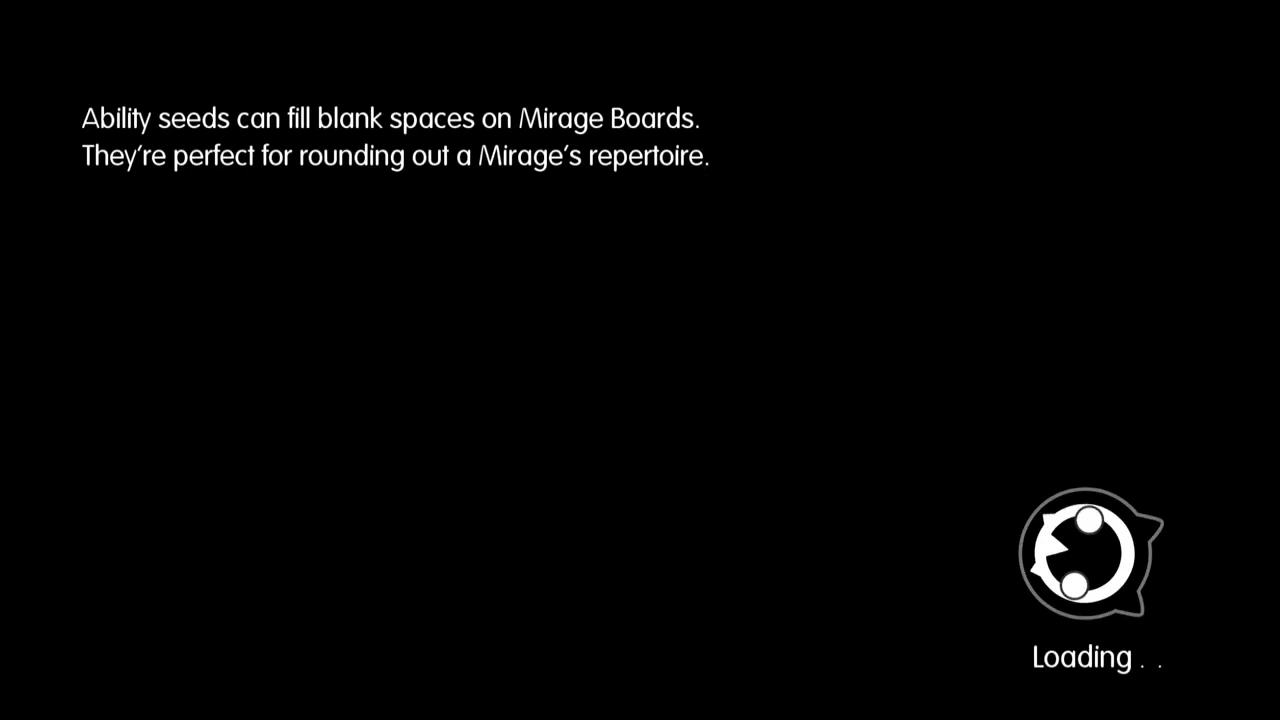 Ability seeds can fill blank spaces on Mirage Boards.
They're perfect for rounding out a Mirage's repertoire.
Loading . .